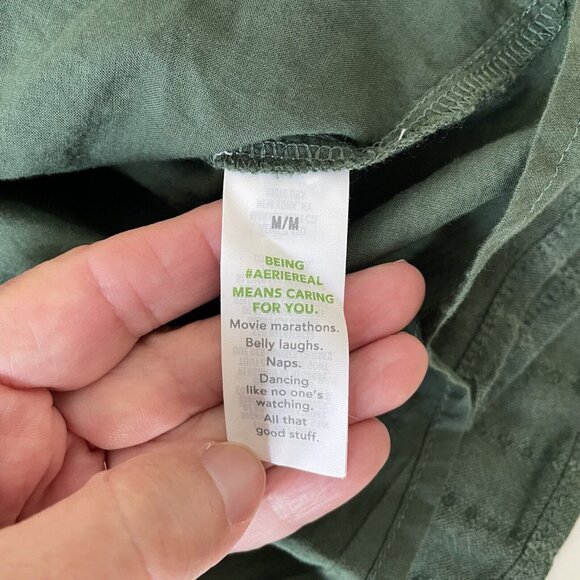 M/M
BEING
#AERIEREAL
MEANS CARING
FOR YOU.
Movie marathons.
Belly laughs.
Naps.
Dancing
like no one's
watching.
All that
good stuff.